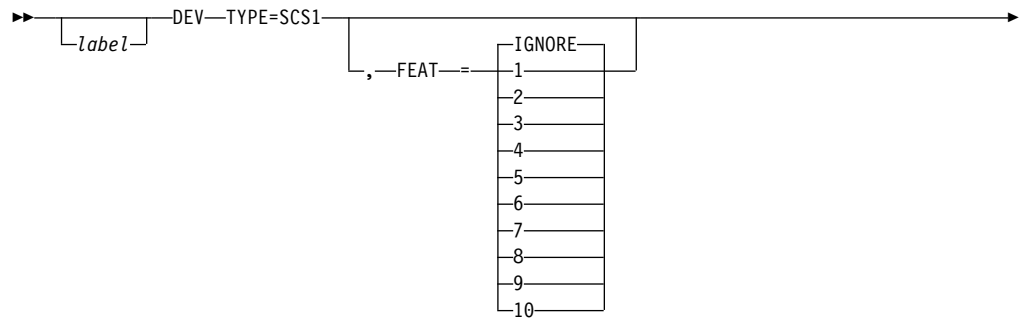 DEV TYPE=SCS1
label
IGNORE
, FEAT = 1
2
3
4
5
6
7
8
9
10